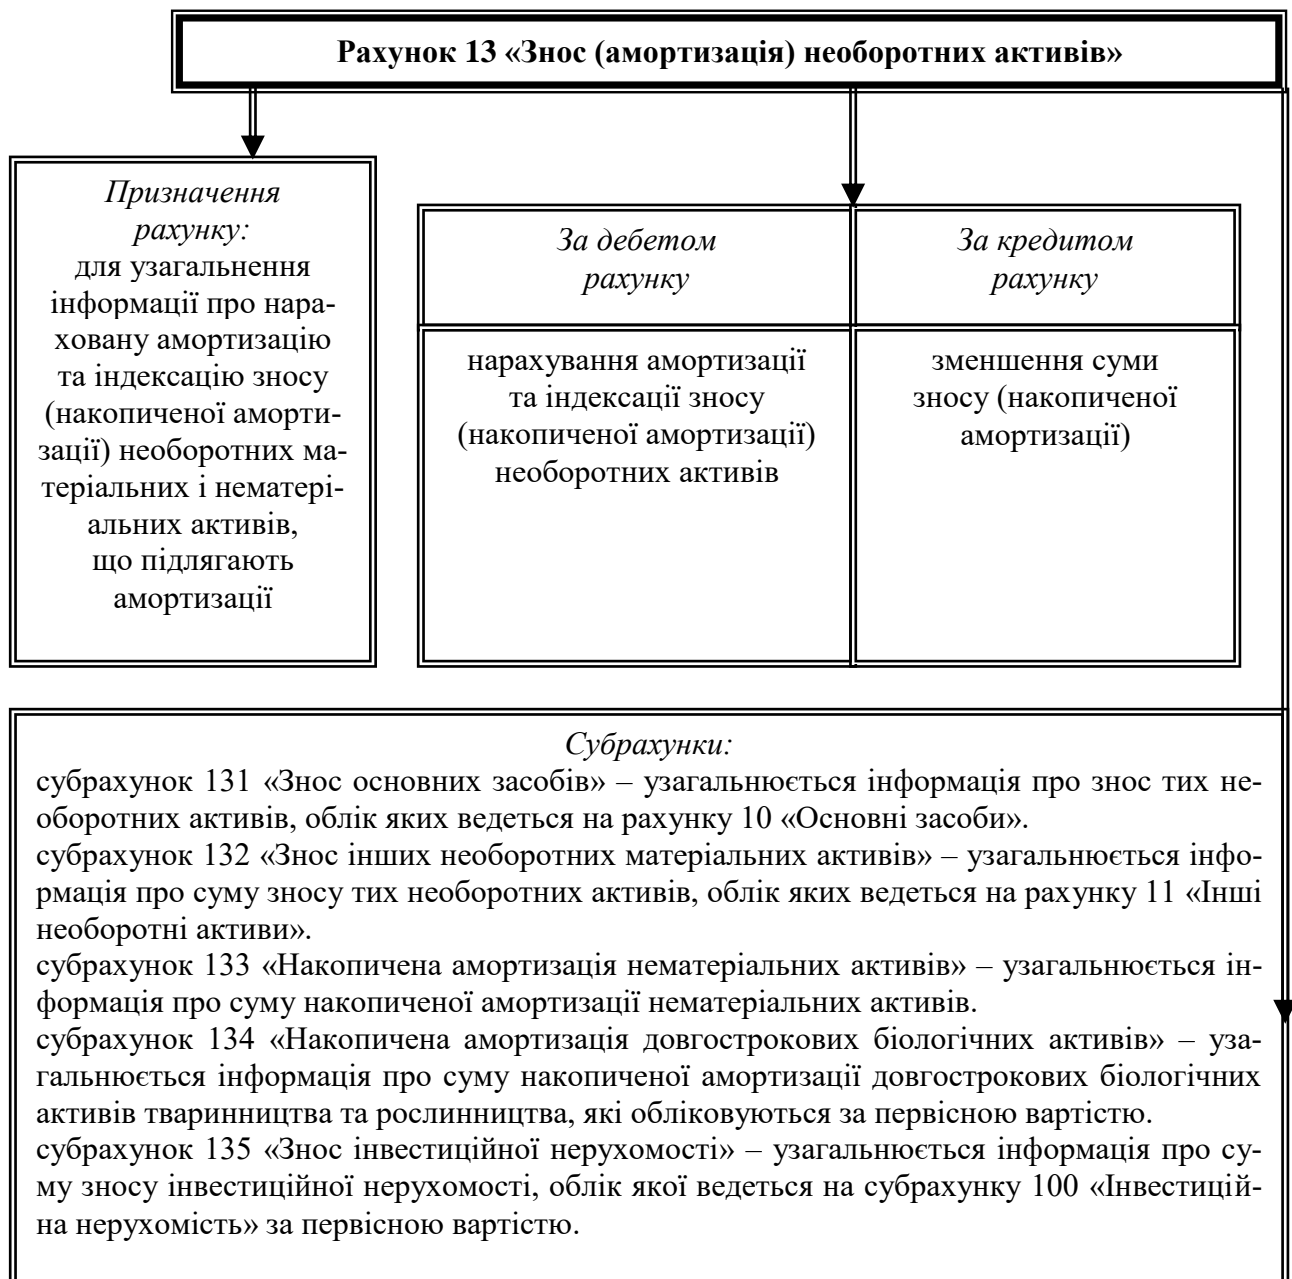 Рахунок 13 «Знос (амортизація) необоротних активів»
Призначення
рахунку:
для узагальнення
інформації про нара-
ховану амортизацію
та індексацію зносу
(накопиченої аморти-
зації) необоротних ма-
теріальних і нематері-
альних активів,
що підлягають
амортизації
За дебетом
рахунку
За кредитом
рахунку
нарахування амортизації
та індексації зносу
(накопиченої амортизації)
необоротних активів
зменшення суми
зносу (накопиченої
амортизації)
Субрахунки:
субрахунок 131 «Знос основних засобів» – узагальнюється інформація про знос тих не-
оборотних активів, облік яких ведеться на рахунку 10 «Основні засоби».
субрахунок 132 «Знос інших необоротних матеріальних активів» – узагальнюється інфо-
рмація про суму зносу тих необоротних активів, облік яких ведеться на рахунку 11 «Інші
необоротні активи».
субрахунок 133 «Накопичена амортизація нематеріальних активів» – узагальнюється ін-
формація про суму накопиченої амортизації нематеріальних активів.
субрахунок 134 «Накопичена амортизація довгострокових біологічних активів» – уза-
гальнюється інформація про суму накопиченої амортизації довгострокових біологічних
активів тваринництва та рослинництва, які обліковуються за первісною вартістю.
субрахунок 135 «Знос інвестиційної нерухомості» – узагальнюється інформація про су-
му зносу інвестиційної нерухомості, облік якої ведеться на субрахунку 100 «Інвестицій-
на нерухомість» за первісною вартістю.